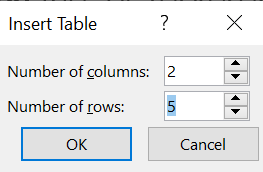 Insert Table ? ×
Number of columns: 2
Number of rows: 5
OK Cancel